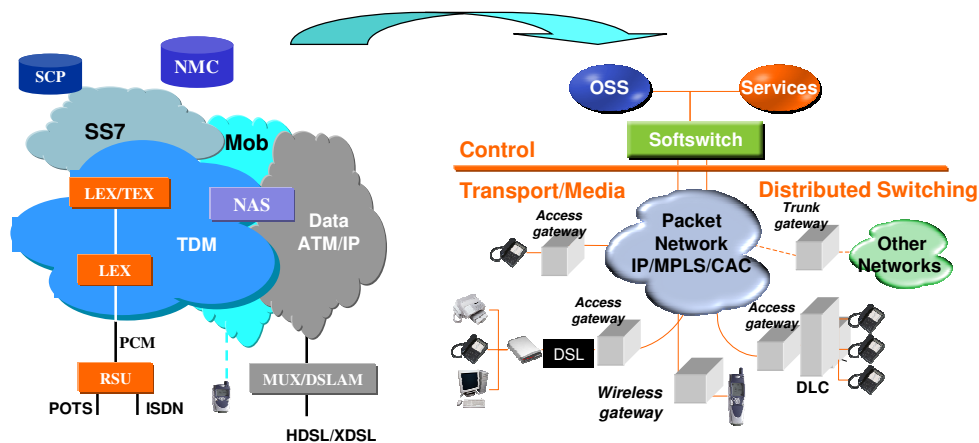 SCP
NMC
SS7
Mob
LEX/TEX
NAS
Data
ATM/IP
TDM
LEX
PCM
RSU
MUX/DSLAM
POTS
ISDN
HDSL/XDSL
OSS
Services
Softswitch
Control
Transport/Media
Distributed Switching
Access
gateway
Packet
Network
IP/MPLS/CAC
Trunk
gateway
Other
Networks
Access
gateway
DSL
Access
gateway
Wireless
gateway
DLC